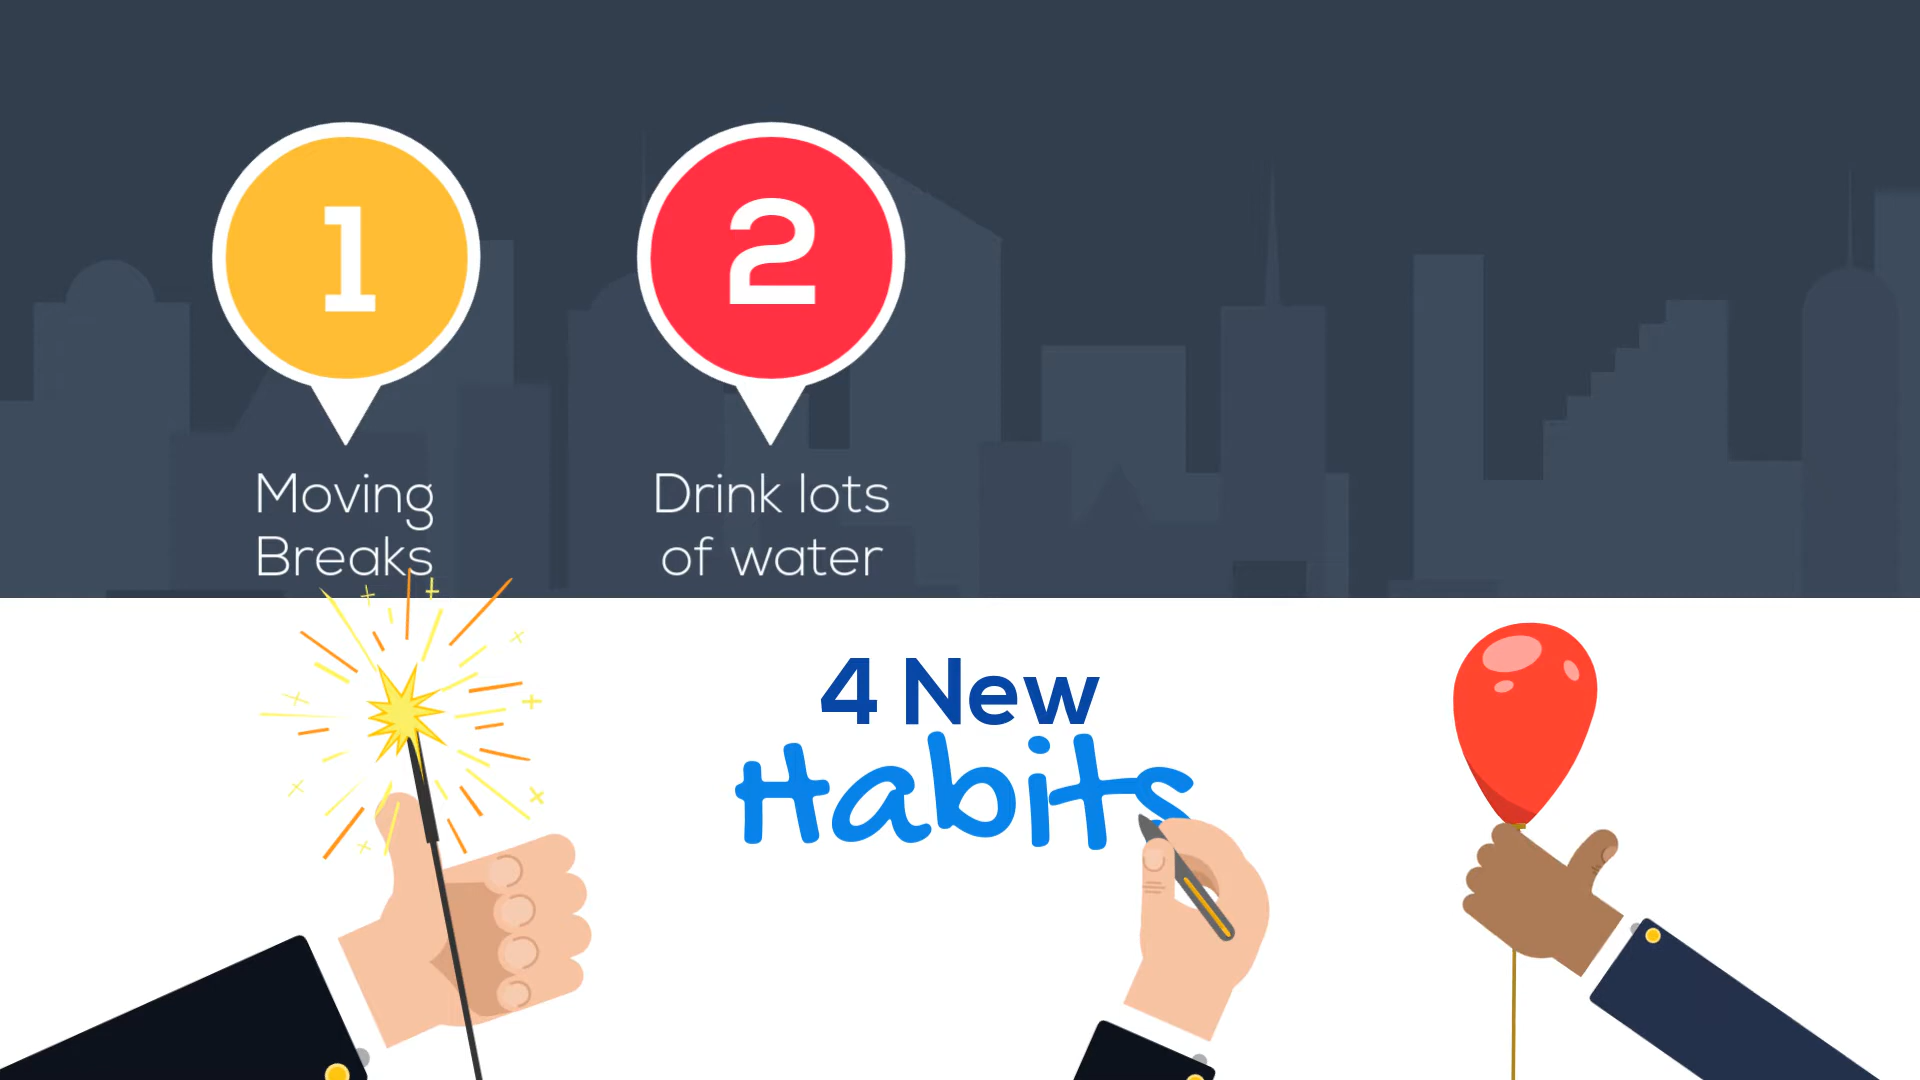 1
2
Moving
Breaks
Drink lots
of water
4 New
Habits